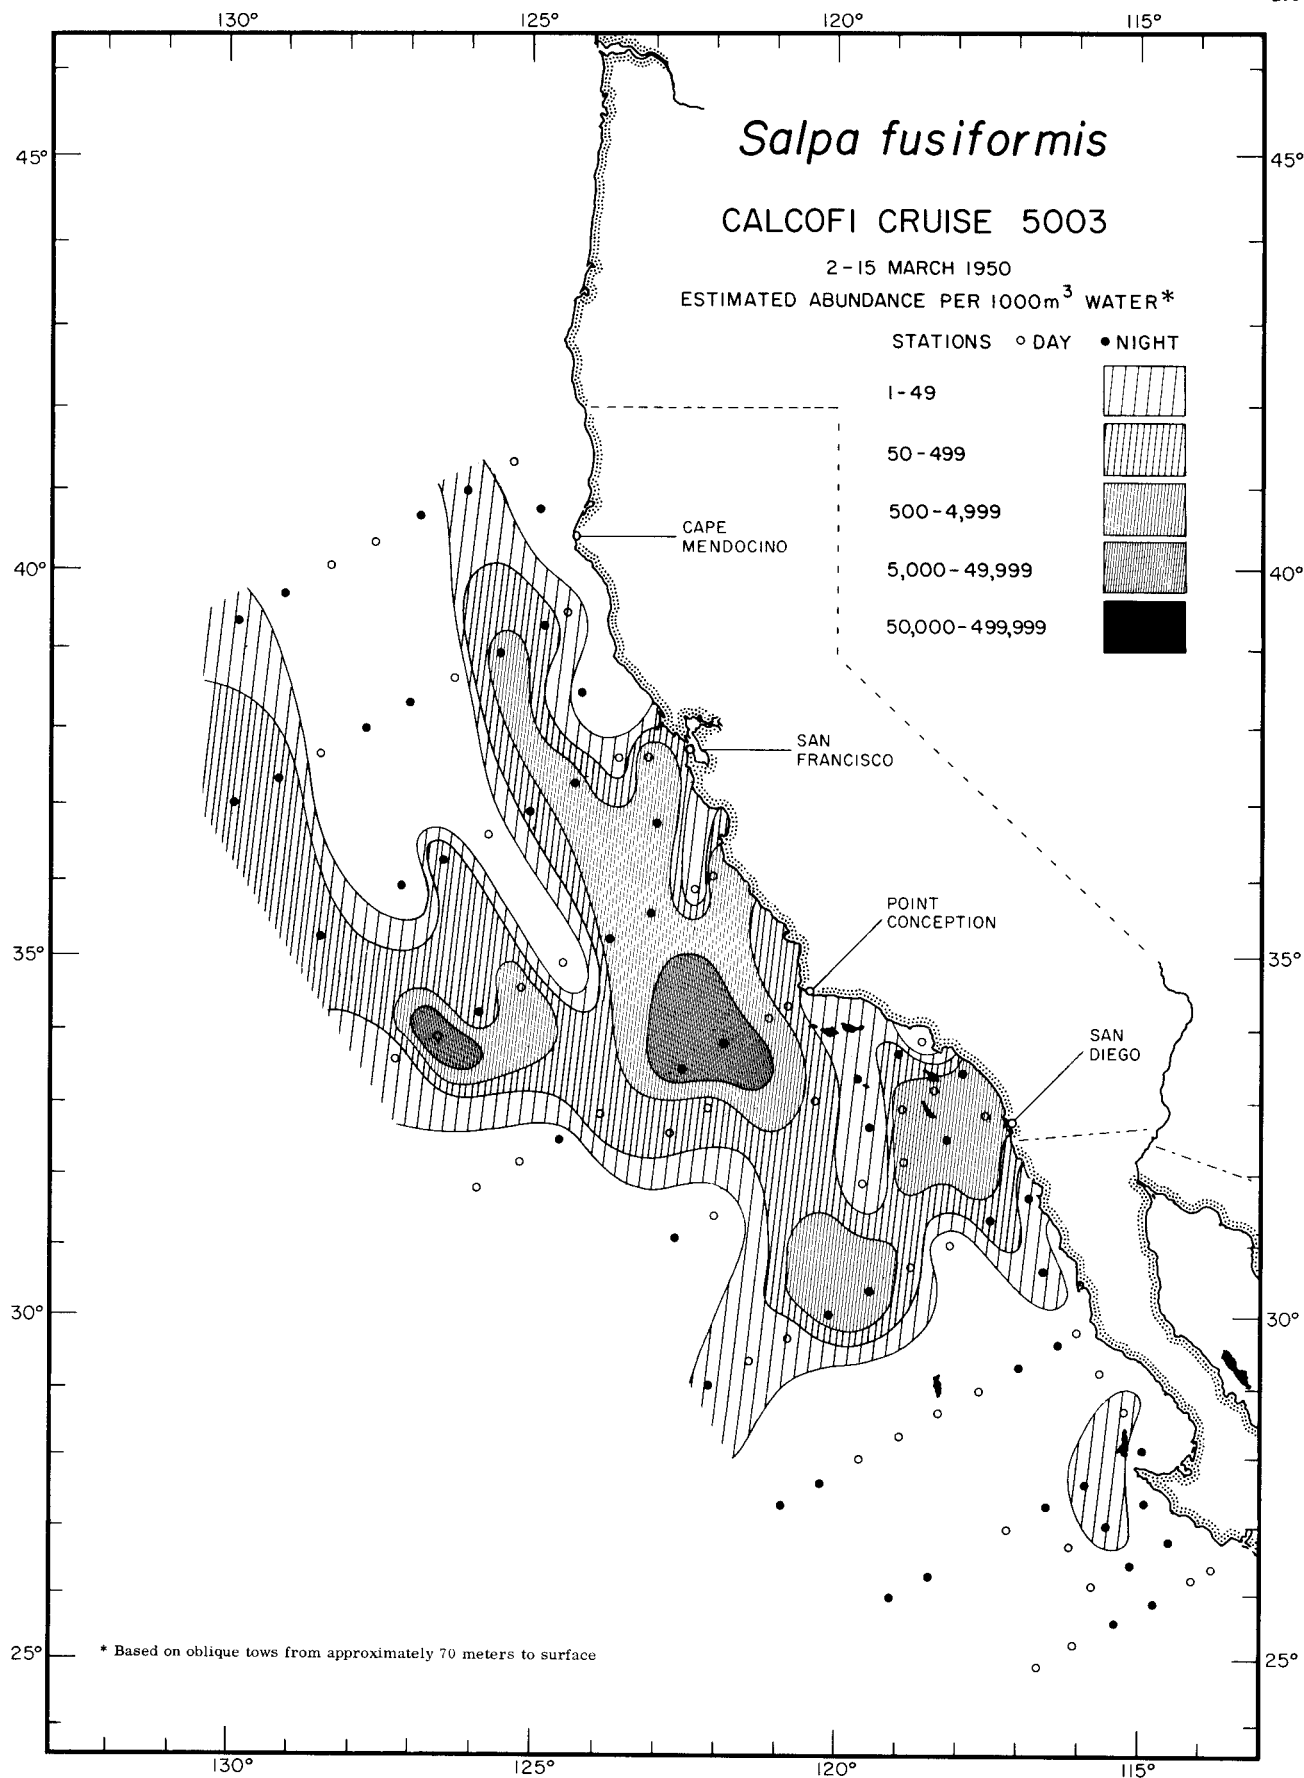 130° 125° 120° 115°
Salpa fusiformis
45° 45°
CALCOFI CRUISE 5003
2-15 MARCH 1950
ESTIMATED ABUNDANCE PER 1000m³ WATER*
STATIONS ○ DAY ● NIGHT
1-49
50-499
500-4,999
5,000-49,999
50,000-499,999
CAPE
MENDOCINO
40° 40°
SAN
FRANCISCO
POINT
CONCEPTION
35° 35°
SAN
DIEGO
30° 30°
* Based on oblique tows from approximately 70 meters to surface
25° 25°
130° 125° 120° 115°